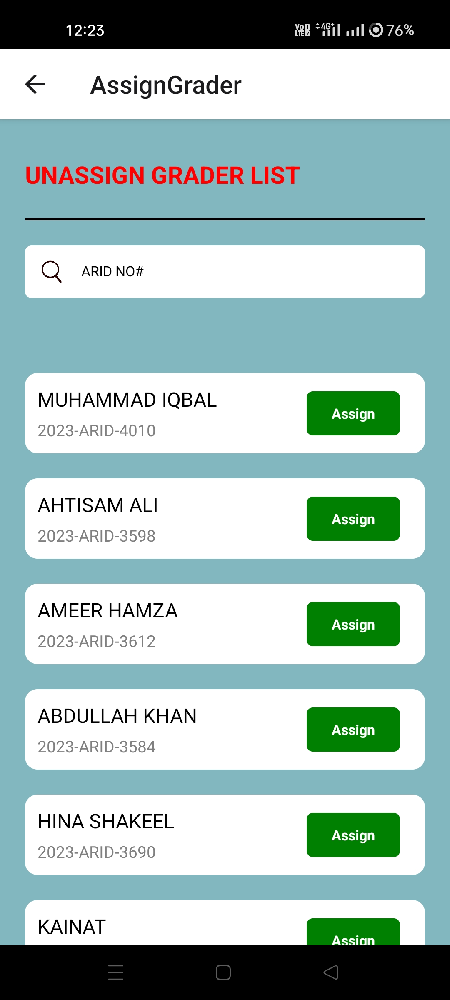 12:23
VoD LTE2 4G+ 76%
AssignGrader
UNASSIGN GRADER LIST
ARID NO#
MUHAMMAD IQBAL
2023-ARID-4010
Assign
AHTISAM ALI
2023-ARID-3598
Assign
AMEER HAMZA
2023-ARID-3612
Assign
ABDULLAH KHAN
2023-ARID-3584
Assign
HINA SHAKEEL
2023-ARID-3690
Assign
KAINAT
Assign